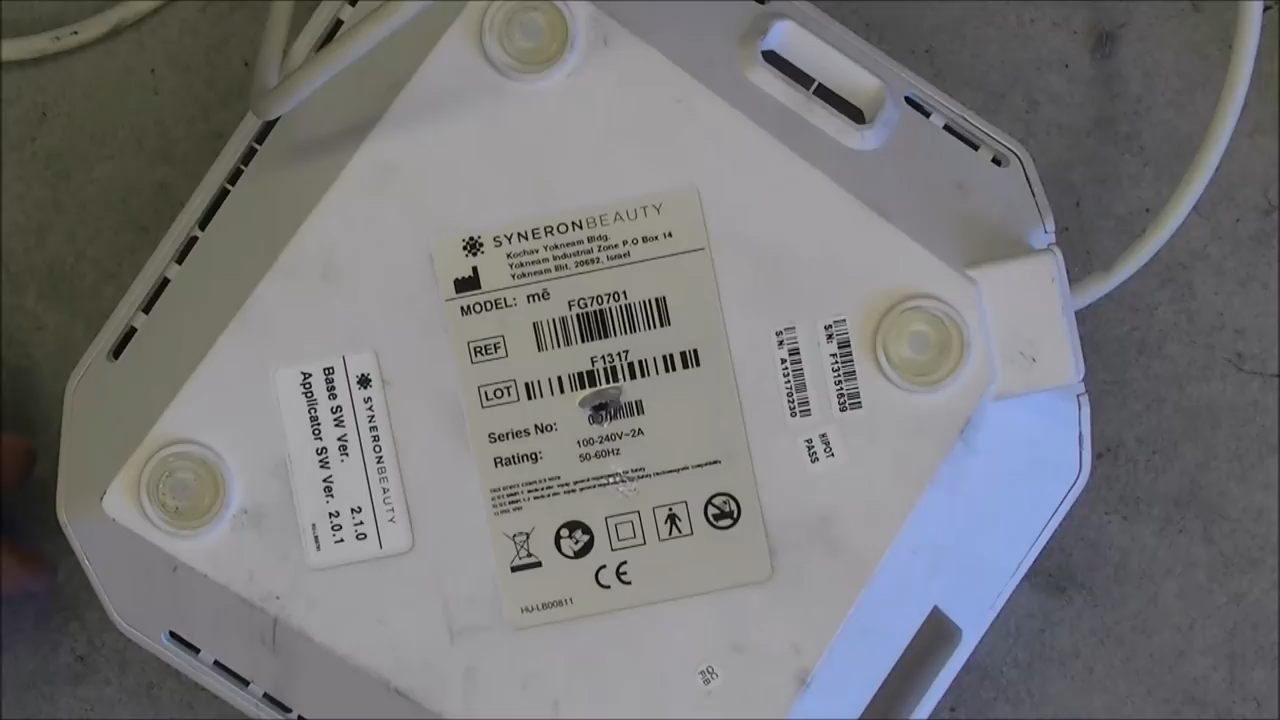 SYNERONBEAUTY
Kochav Yokneam Bldg.
Yokneam Industrial Zone P.O Box 14
Yokneam Illit, 20692, Israel
MODEL: mē
FG70701
REF
F1317
LOT
Series No:
Rating: 100-240V~2A
50-60Hz
CE
HU-LB00811
SYNERONBEAUTY
Base SW Ver. 2.1.0
Applicator SW Ver. 2.0.1
S/N: A13170230
S/N: F13151639
HIPOT
PASS